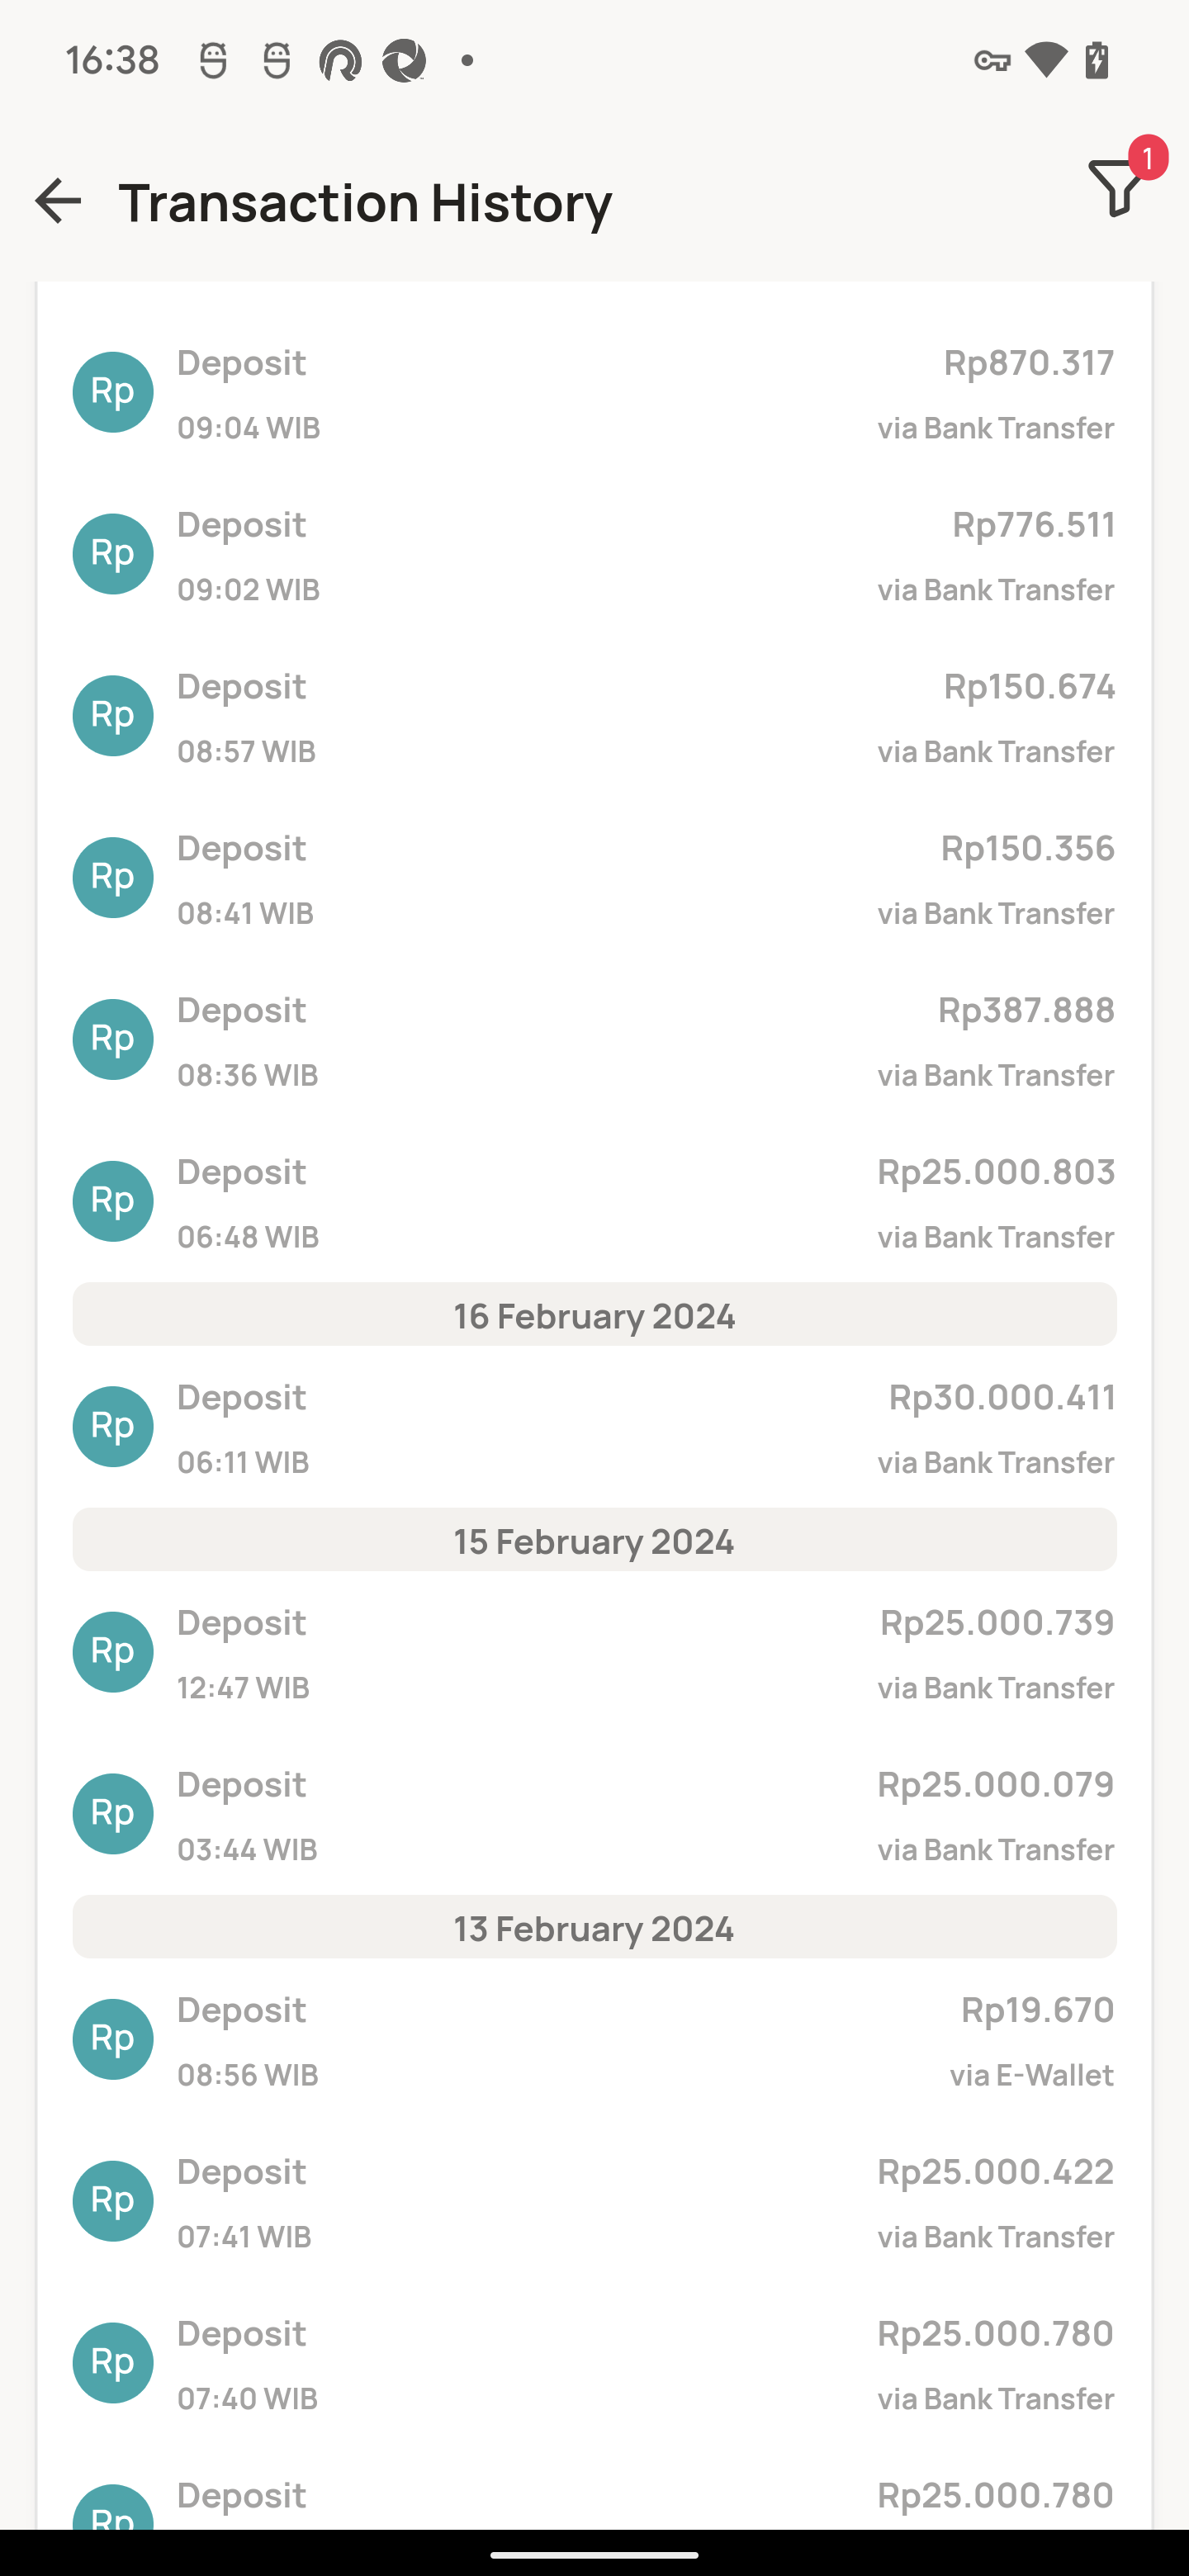 16:38
Transaction History
1
Rp
Deposit
Rp870.317
09:04 WIB
via Bank Transfer
Rp
Deposit
Rp776.511
09:02 WIB
via Bank Transfer
Rp
Deposit
Rp150.674
08:57 WIB
via Bank Transfer
Rp
Deposit
Rp150.356
08:41 WIB
via Bank Transfer
Rp
Deposit
Rp387.888
08:36 WIB
via Bank Transfer
Rp
Deposit
Rp25.000.803
06:48 WIB
via Bank Transfer
16 February 2024
Rp
Deposit
Rp30.000.411
06:11 WIB
via Bank Transfer
15 February 2024
Rp
Deposit
Rp25.000.739
12:47 WIB
via Bank Transfer
Rp
Deposit
Rp25.000.079
03:44 WIB
via Bank Transfer
13 February 2024
Rp
Deposit
Rp19.670
08:56 WIB
via E-Wallet
Rp
Deposit
Rp25.000.422
07:41 WIB
via Bank Transfer
Rp
Deposit
Rp25.000.780
07:40 WIB
via Bank Transfer
Rp
Deposit
Rp25.000.780